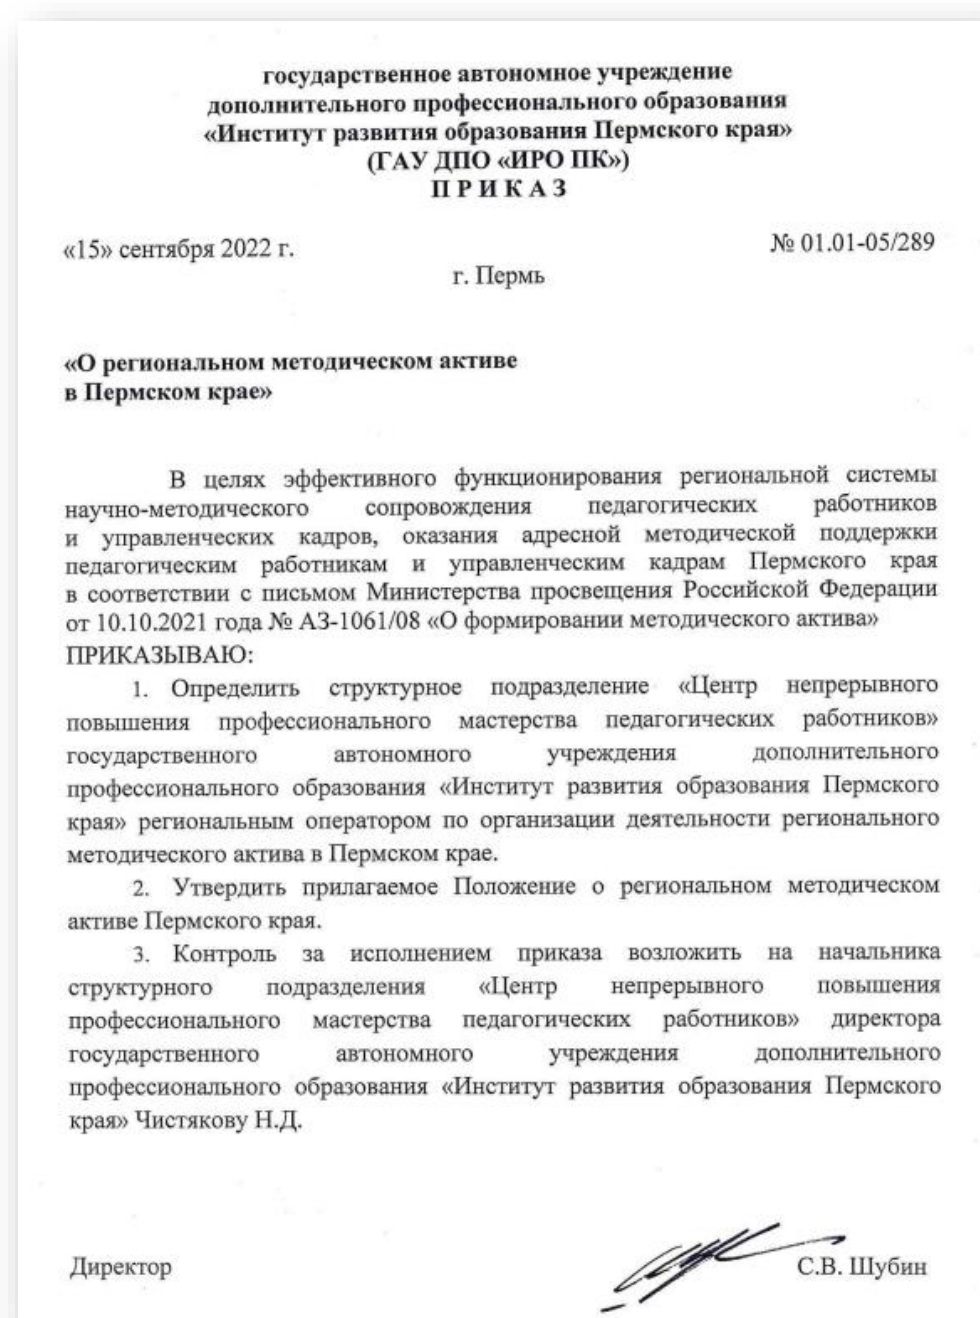 государственное автономное учреждение
дополнительного профессионального образования
«Институт развития образования Пермского края»
(ГАУ ДПО «ИРО ПК»)
П Р И К А З
«15» сентября 2022 г.
№ 01.01-05/289
г. Пермь
«О региональном методическом активе
в Пермском крае»
В целях эффективного функционирования региональной системы
научно-методического сопровождения педагогических работников
и управленческих кадров, оказания адресной методической поддержки
педагогическим работникам и управленческим кадрам Пермского края
в соответствии с письмом Министерства просвещения Российской Федерации
от 10.10.2021 года № АЗ-1061/08 «О формировании методического актива»
ПРИКАЗЫВАЮ:
1. Определить структурное подразделение «Центр непрерывного
повышения профессионального мастерства педагогических работников»
государственного автономного учреждения дополнительного
профессионального образования «Институт развития образования Пермского
края» региональным оператором по организации деятельности регионального
методического актива в Пермском крае.
2. Утвердить прилагаемое Положение о региональном методическом
активе Пермского края.
3. Контроль за исполнением приказа возложить на начальника
структурного подразделения «Центр непрерывного повышения
профессионального мастерства педагогических работников» директора
государственного автономного учреждения дополнительного
профессионального образования «Институт развития образования Пермского
края» Чистякову Н.Д.
Директор
С.В. Шубин